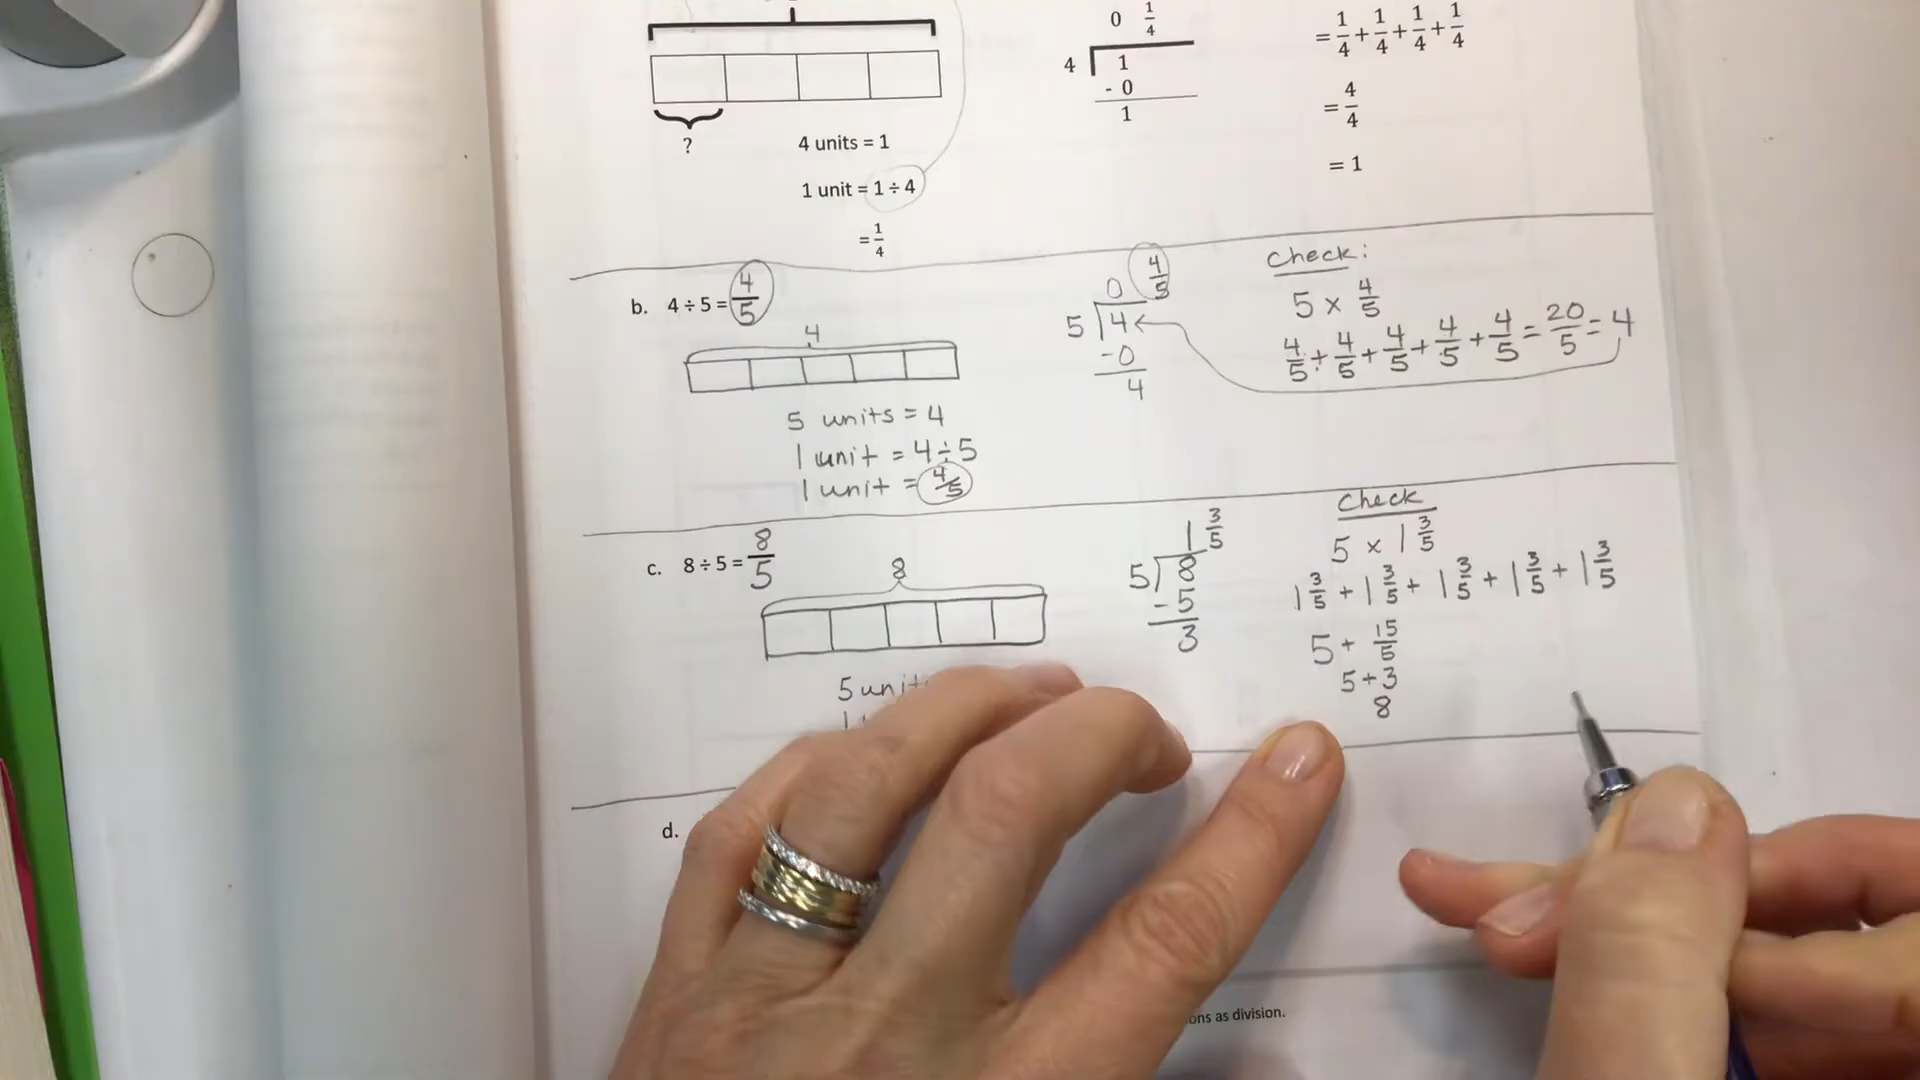 ?
4 units = 1
1 unit = 1 ÷ 4
= 1/4
0 1/4
4 1
- 0
1
= 1/4 + 1/4 + 1/4 + 1/4
= 4/4
= 1
b. 4 ÷ 5 = 4/5
4
5 units = 4
1 unit = 4 ÷ 5
1 unit = 4/5
0 4/5
5 4
-0
4
Check:
5 × 4/5
4/5 + 4/5 + 4/5 + 4/5 + 4/5 = 20/5 = 4
c. 8 ÷ 5 = 8/5
8
5 unit
1
1 3/5
5 8
-5
3
Check
5 × 1 3/5
1 3/5 + 1 3/5 + 1 3/5 + 1 3/5 + 1 3/5
5 + 15/5
5 + 3
8
d.
ons as division.